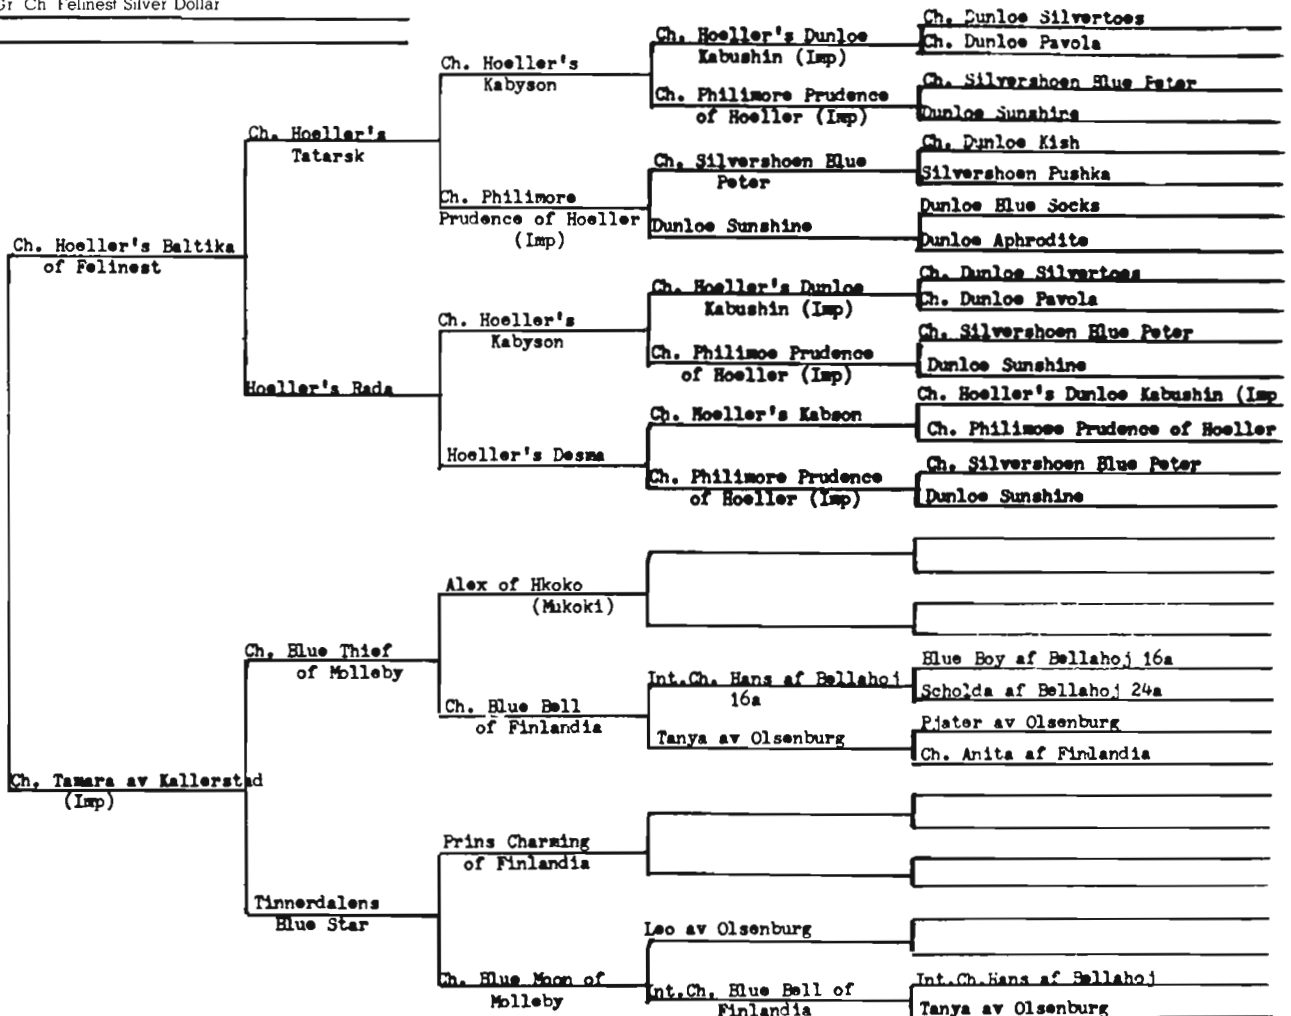 Gr Ch Felinest Silver Dollar
Ch. Hoeller's Baltika
of Felinest
Ch. Tamara av Kallerstad
(Imp)
Ch. Hoeller's
Tatarsk
Hoeller's Rada
Ch. Blue Thief
of Molleby
Tinnerdalens
Blue Star
Ch. Hoeller's
Kabyson
Ch. Philimore
Prudence of Hoeller
(Imp)
Ch. Hoeller's
Kabyson
Hoeller's Desma
Alex of Hkoko
(Mukoki)
Ch. Blue Bell
of Finlandia
Prins Charming
of Finlandia
Ch. Blue Moon of
Molleby
Ch. Hoeller's Dunloe
Kabushin (Imp)
Ch. Philimore Prudence
of Hoeller (Imp)
Ch. Silvershoen Blue
Peter
Dunloe Sunshine
Ch. Hoeller's Dunloe
Kabushin (Imp)
Ch. Philimoe Prudence
of Hoeller (Imp)
Ch. Hoeller's Kabson
Ch. Philimore Prudence
of Hoeller (Imp)
Int.Ch. Hans af Bellahoj
16a
Tanya av Olsenburg
Leo av Olsenburg
Int.Ch. Blue Bell of
Finlandia
Ch. Dunloe Silvertoes
Ch. Dunloe Pavola
Ch. Silvershoen Blue Peter
Dunloe Sunshire
Ch. Dunloe Kish
Silvershoen Pushka
Dunloe Blue Socks
Dunloe Aphrodite
Ch. Dunloe Silvertoes
Ch. Dunloe Pavola
Ch. Silvershoen Blue Peter
Dunloe Sunshine
Ch. Hoeller's Dunloe Kabushin (Imp
Ch. Philimoee Prudence of Hoeller
Ch. Silvershoen Blue Peter
Dunloe Sunshine
Blue Boy af Bellahoj 16a
Scholda af Bellahoj 24a
Pjater av Olsenburg
Ch. Anita af Finlandia
Int.Ch.Hans af Bellahoj
Tanya av Olsenburg